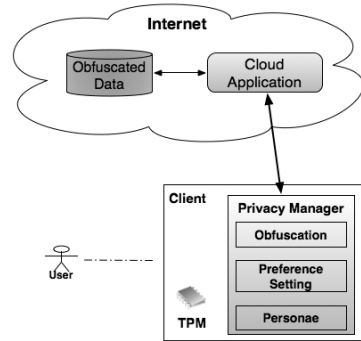 Internet
Obfuscated
Data
Cloud
Application
Client
Privacy Manager
Obfuscation
Preference
Setting
Personae
TPM
User